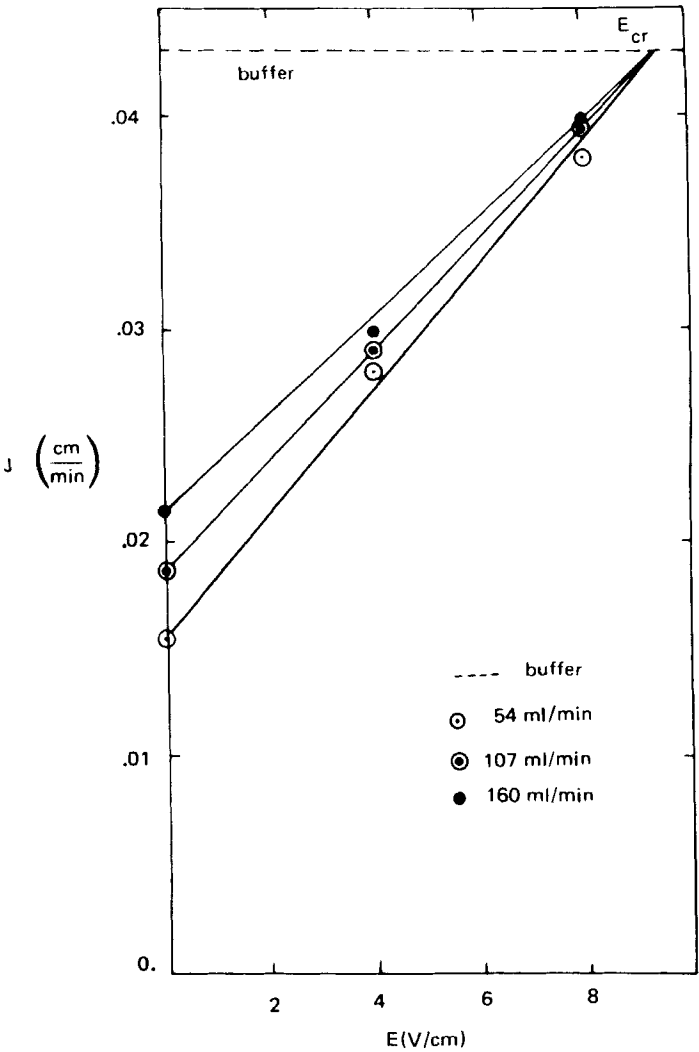 E cr
buffer
.04
.03
J (cm/min)
.02
---- buffer
54 ml/min
107 ml/min
.01
160 ml/min
0.
2 4 6 8
E(V/cm)